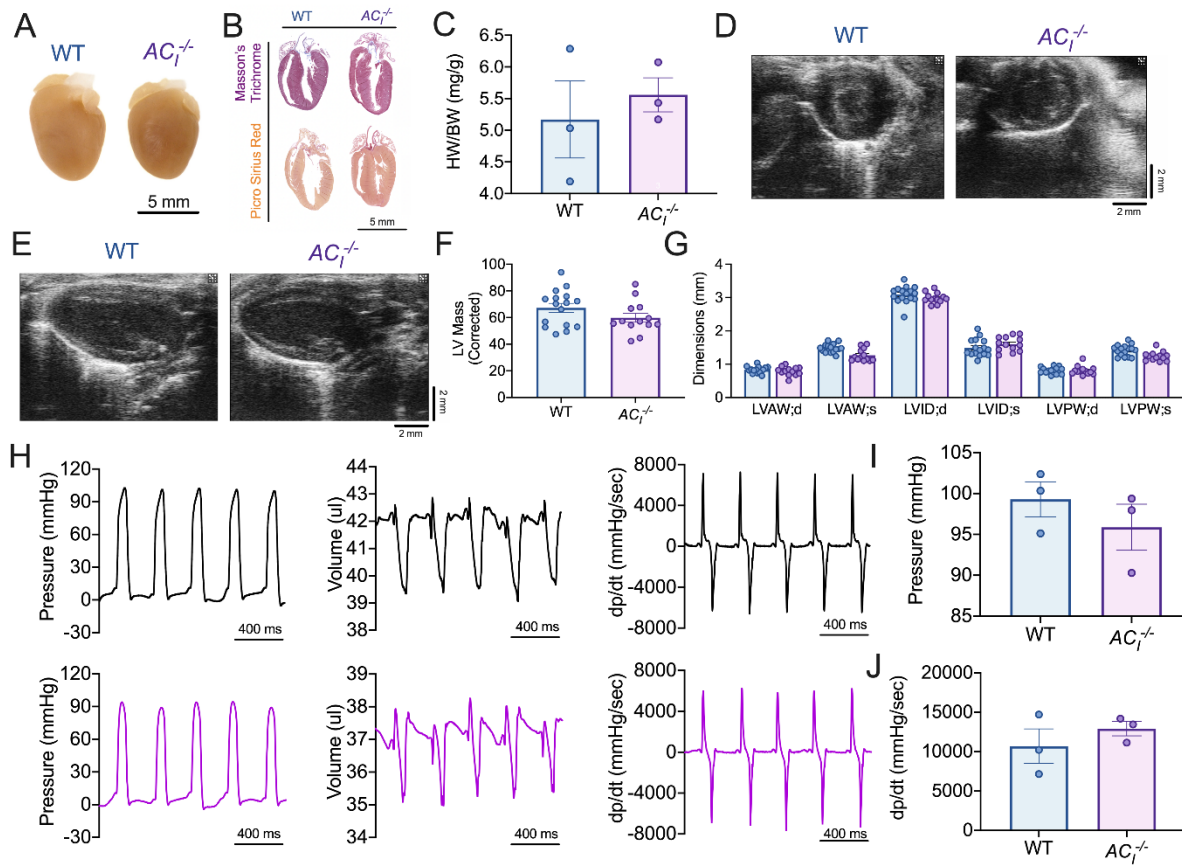 A
WT
AC_I^-/-
5 mm
B
WT
AC_I^-/-
Masson's
Trichrome
Picro Sirius Red
5 mm
C
HW/BW (mg/g)
6.5
6.0
5.5
5.0
4.5
4.0
WT
AC_I^-/-
D
WT
AC_I^-/-
2 mm
2 mm
E
WT
AC_I^-/-
2 mm
2 mm
F
LV Mass
(Corrected)
100
80
60
40
20
0
WT
AC_I^-/-
G
Dimensions (mm)
4
3
2
1
0
LVAW;d
LVAW;s
LVID;d
LVID;s
LVPW;d
LVPW;s
H
Pressure (mmHg)
120
90
60
30
0
-30
400 ms
Volume (ul)
44
43
42
41
40
39
38
400 ms
dp/dt (mmHg/sec)
8000
4000
0
-4000
-8000
400 ms
Pressure (mmHg)
120
90
60
30
0
-30
400 ms
Volume (ul)
39
38
37
36
35
34
400 ms
dp/dt (mmHg/sec)
8000
4000
0
-4000
-8000
400 ms
I
Pressure (mmHg)
105
100
95
90
85
WT
AC_I^-/-
J
dp/dt (mmHg/sec)
20000
15000
10000
5000
0
WT
AC_I^-/-